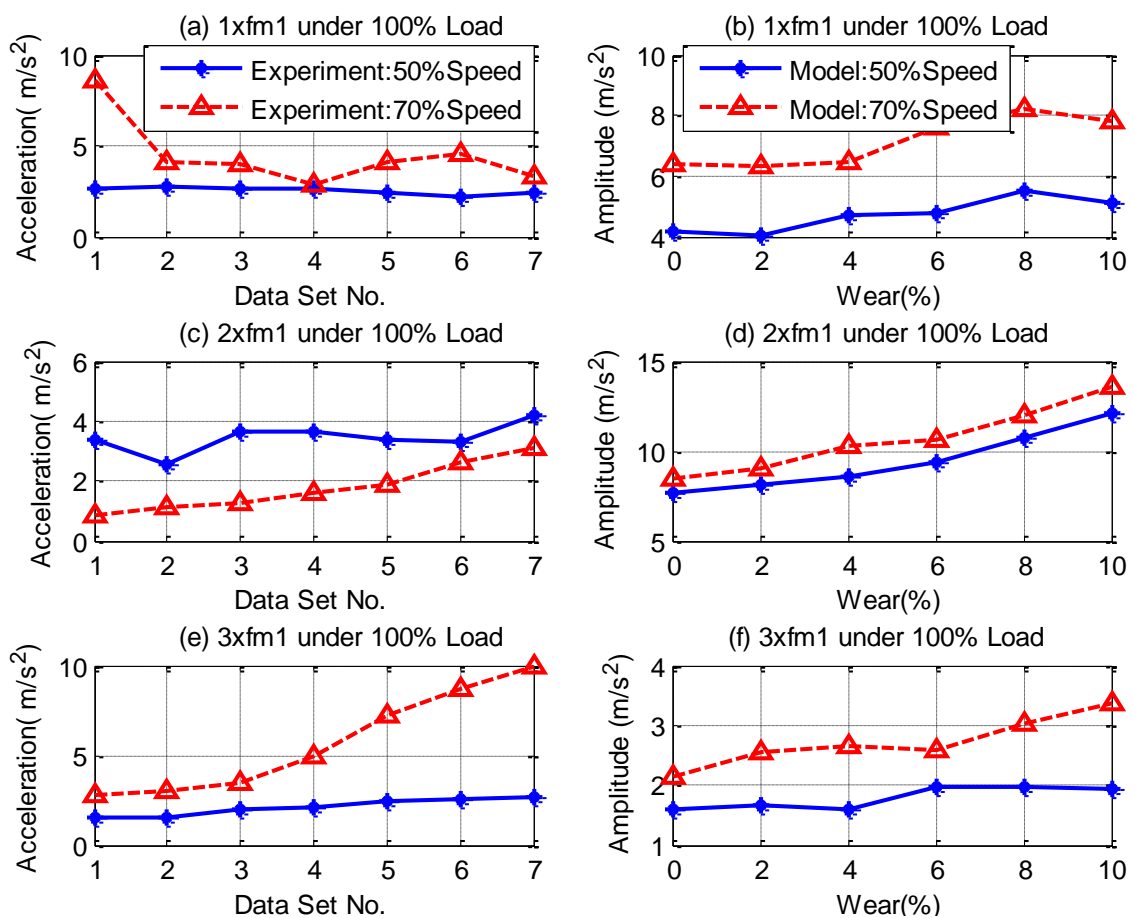 (a) 1xfm1 under 100% Load
Acceleration( m/s²)
10
5
0
Experiment:50%Speed
Experiment:70%Speed
1 2 3 4 5 6 7
Data Set No.
(b) 1xfm1 under 100% Load
Amplitude (m/s²)
10
8
6
4
Model:50%Speed
Model:70%Speed
0 2 4 6 8 10
Wear(%)
(c) 2xfm1 under 100% Load
Acceleration( m/s²)
6
4
2
0
1 2 3 4 5 6 7
Data Set No.
(d) 2xfm1 under 100% Load
Amplitude (m/s²)
15
10
5
0 2 4 6 8 10
Wear(%)
(e) 3xfm1 under 100% Load
Acceleration( m/s²)
10
5
0
1 2 3 4 5 6 7
Data Set No.
(f) 3xfm1 under 100% Load
Amplitude (m/s²)
4
3
2
1
0 2 4 6 8 10
Wear(%)